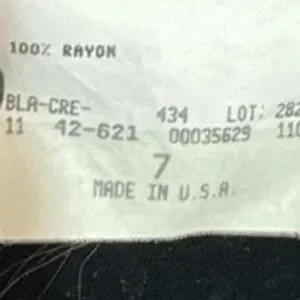 100% RAYON
BLA-CRE- 434 LOT: 282
11 42-621 00035629 110
7
MADE IN U.S.A.